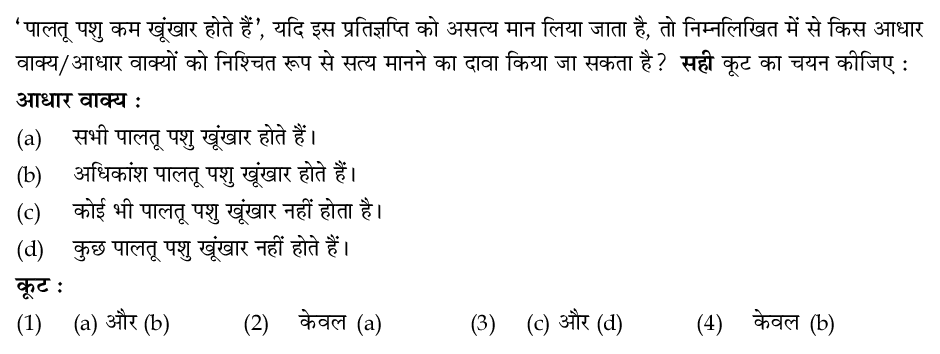 ‘पालतू पशु कम खूंखार होते हैं’, यदि इस प्रतिज्ञप्ति को असत्य मान लिया जाता है, तो निम्नलिखित में से किस आधार
वाक्य/आधार वाक्यों को निश्चित रूप से सत्य मानने का दावा किया जा सकता है ? सही कूट का चयन कीजिए :
आधार वाक्य :
(a) सभी पालतू पशु खूंखार होते हैं।
(b) अधिकांश पालतू पशु खूंखार होते हैं।
(c) कोई भी पालतू पशु खूंखार नहीं होता है।
(d) कुछ पालतू पशु खूंखार नहीं होते हैं।
कूट :
(1) (a) और (b) (2) केवल (a) (3) (c) और (d) (4) केवल (b)